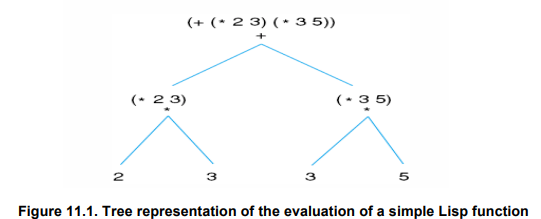 (+ (* 2 3) (* 3 5))
+
(* 2 3) (* 3 5)
* *
2 3 3 5
Figure 11.1. Tree representation of the evaluation of a simple Lisp function